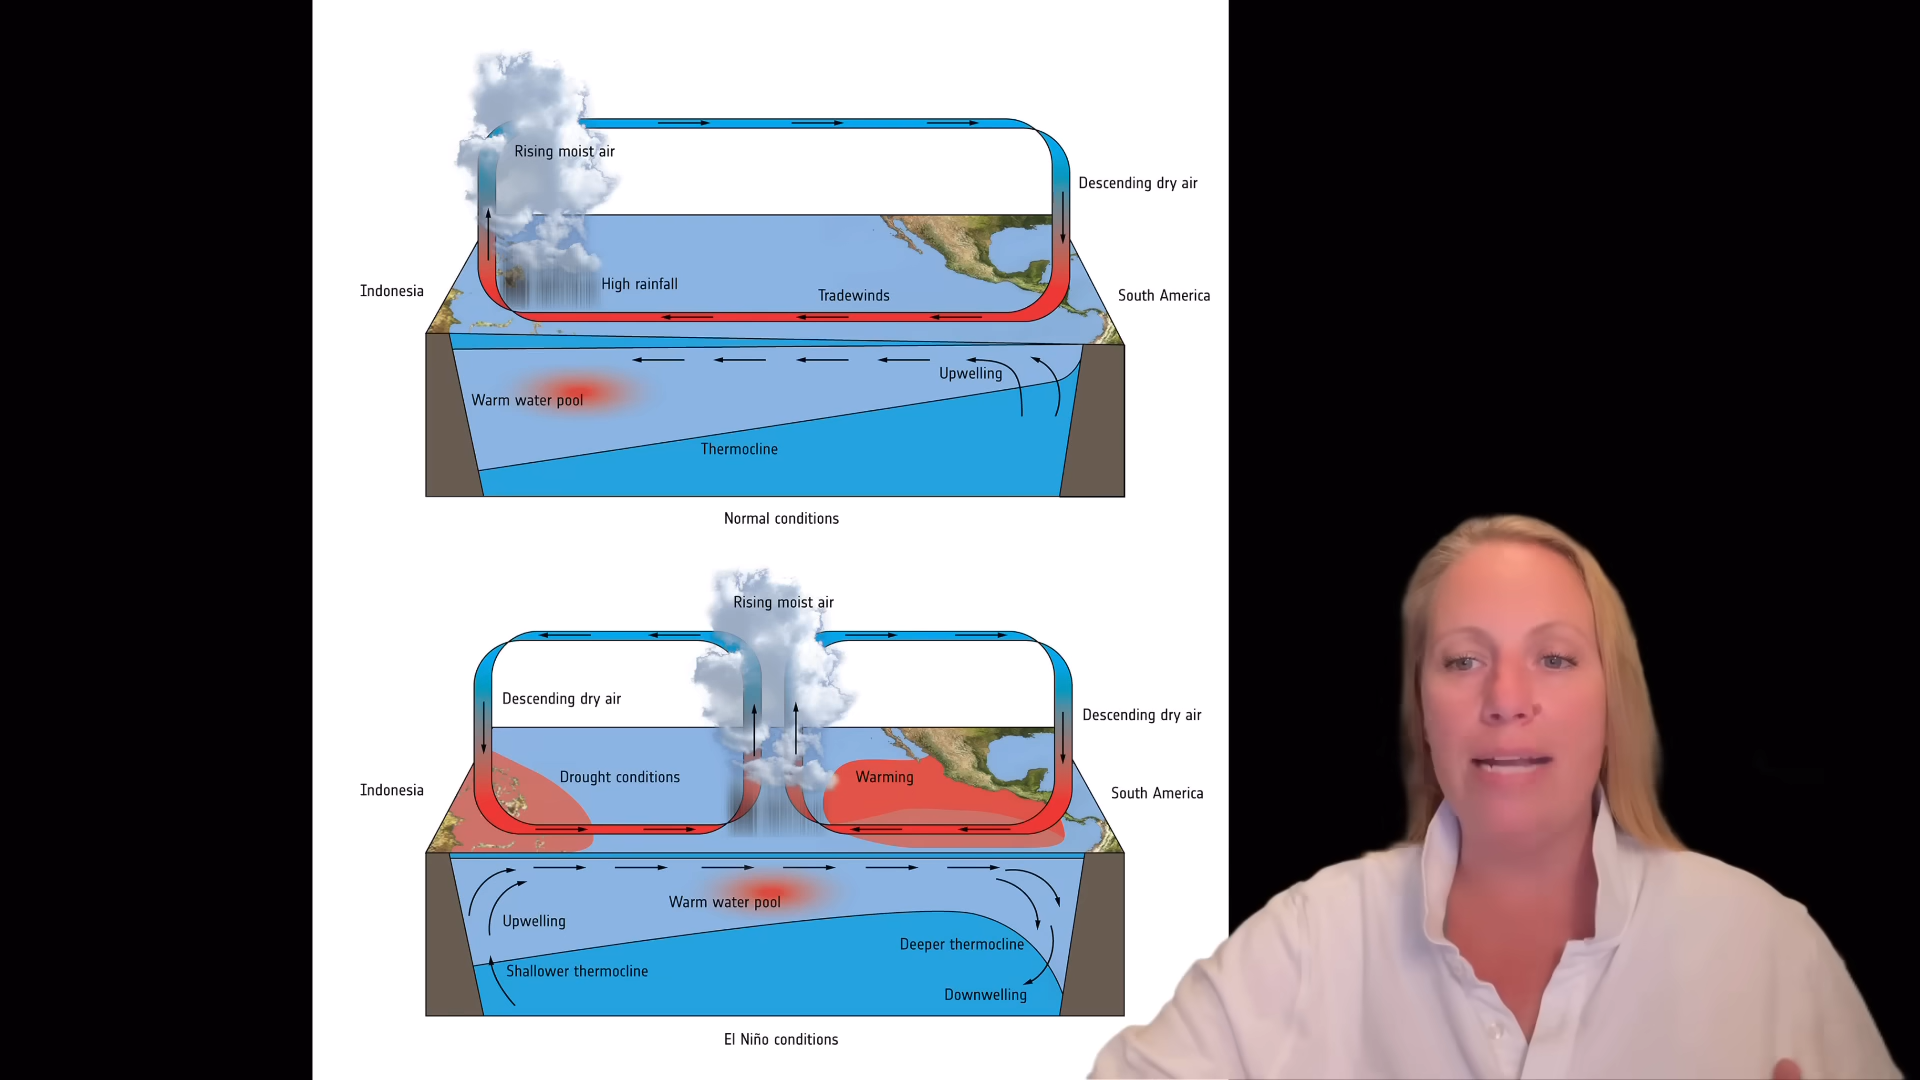 Rising moist air
Descending dry air
Indonesia
High rainfall
Tradewinds
South America
Upwelling
Warm water pool
Thermocline
Normal conditions
Rising moist air
Descending dry air
Descending dry air
Indonesia
Drought conditions
Warming
South America
Warm water pool
Upwelling
Deeper thermocline
Shallower thermocline
Downwelling
El Niño conditions